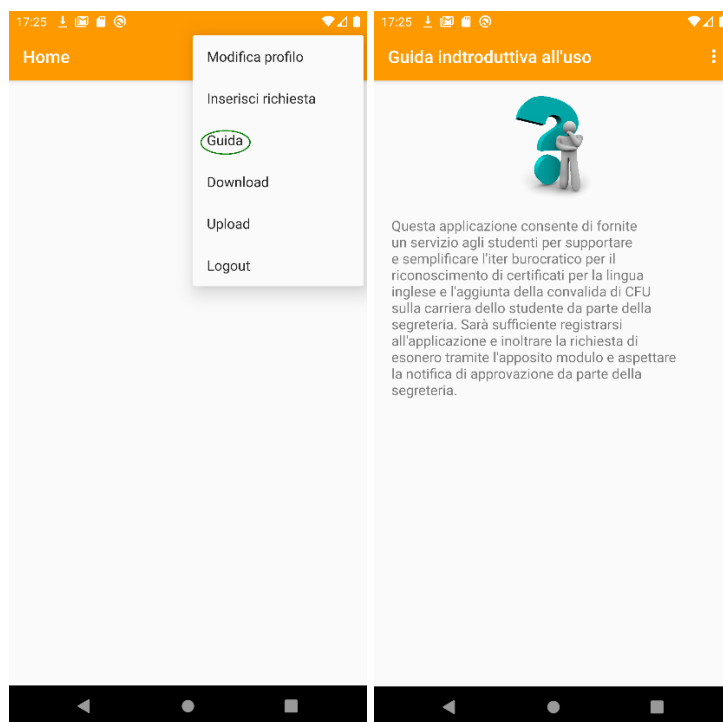 17:25
Home
Modifica profilo
Inserisci richiesta
Guida
Download
Upload
Logout
17:25
Guida indtroduttiva all'uso
Questa applicazione consente di fornite
un servizio agli studenti per supportare
e semplificare l'iter burocratico per il
riconoscimento di certificati per la lingua
inglese e l'aggiunta della convalida di CFU
sulla carriera dello studente da parte della
segreteria. Sarà sufficiente registrarsi
all'applicazione e inoltrare la richiesta di
esonero tramite l'apposito modulo e aspettare
la notifica di approvazione da parte della
segreteria.